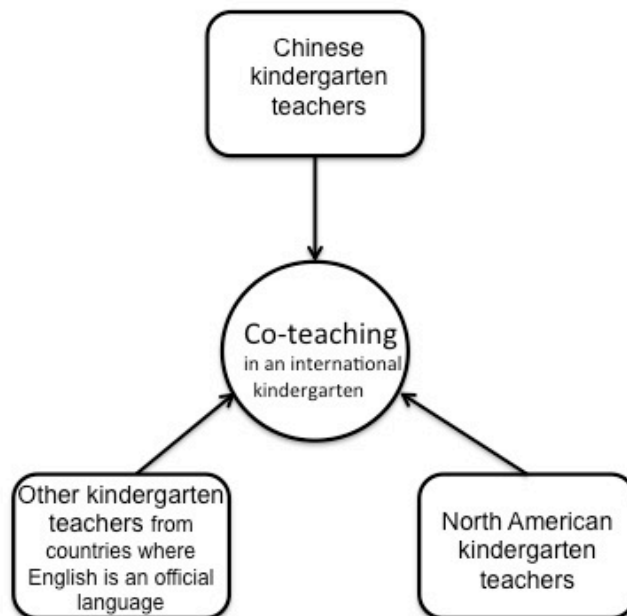 Chinese
kindergarten
teachers
Co-teaching
in an international
kindergarten
Other kindergarten
teachers from
countries where
English is an official
language
North American
kindergarten
teachers